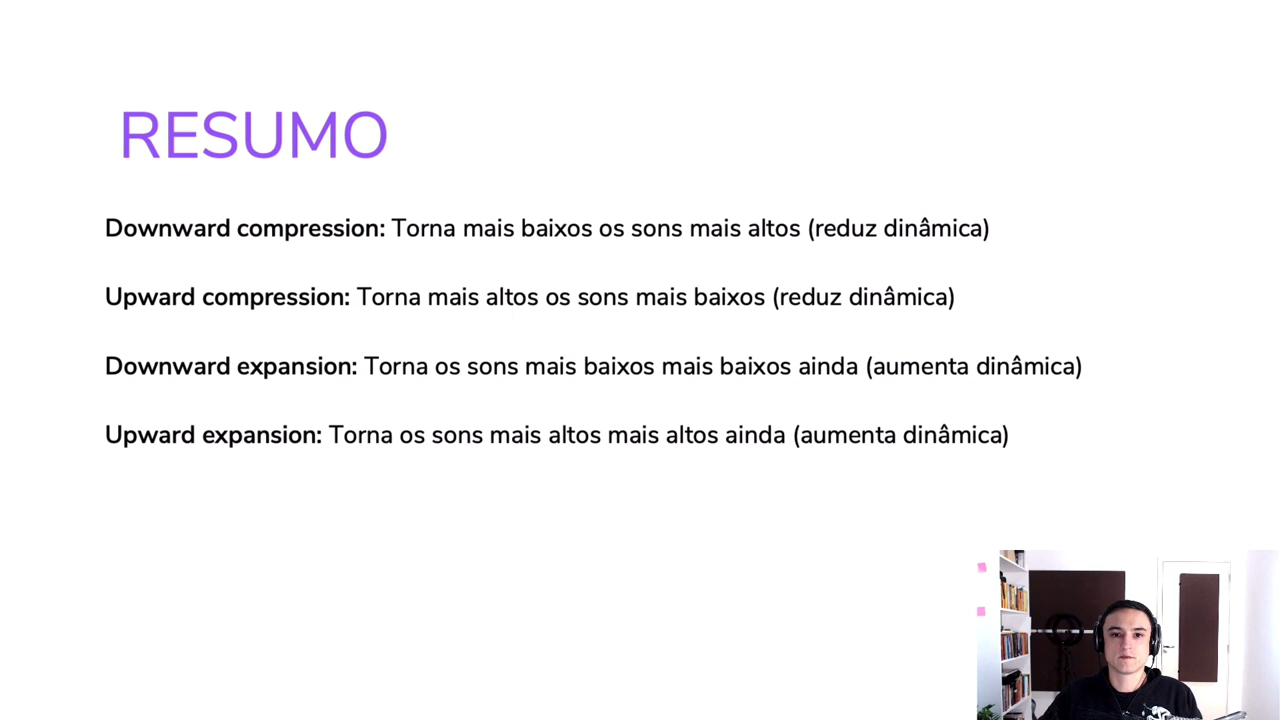 RESUMO
Downward compression: Torna mais baixos os sons mais altos (reduz dinâmica)
Upward compression: Torna mais altos os sons mais baixos (reduz dinâmica)
Downward expansion: Torna os sons mais baixos mais baixos ainda (aumenta dinâmica)
Upward expansion: Torna os sons mais altos mais altos ainda (aumenta dinâmica)